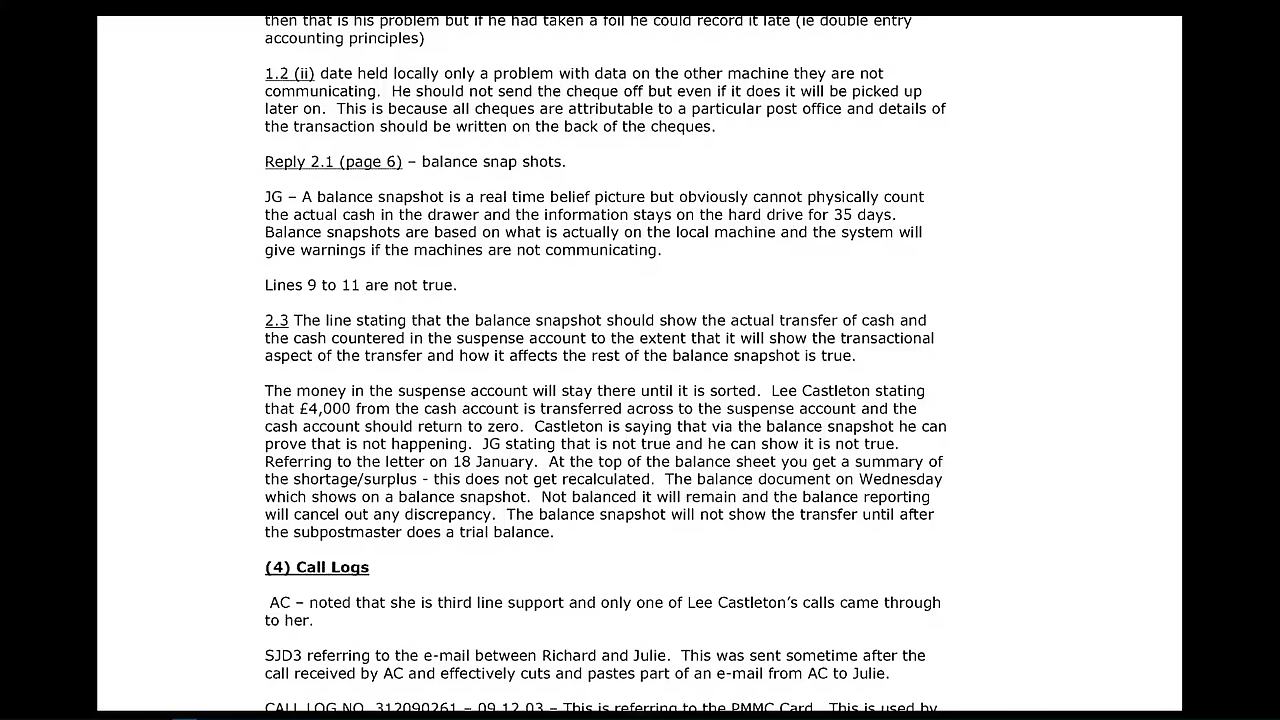 then that is his problem but if he had taken a foil he could record it late (ie double entry
accounting principles)
1.2 (ii) date held locally only a problem with data on the other machine they are not
communicating.  He should not send the cheque off but even if it does it will be picked up
later on.  This is because all cheques are attributable to a particular post office and details of
the transaction should be written on the back of the cheques.
Reply 2.1 (page 6) – balance snap shots.
JG – A balance snapshot is a real time belief picture but obviously cannot physically count
the actual cash in the drawer and the information stays on the hard drive for 35 days.
Balance snapshots are based on what is actually on the local machine and the system will
give warnings if the machines are not communicating.
Lines 9 to 11 are not true.
2.3 The line stating that the balance snapshot should show the actual transfer of cash and
the cash countered in the suspense account to the extent that it will show the transactional
aspect of the transfer and how it affects the rest of the balance snapshot is true.
The money in the suspense account will stay there until it is sorted.  Lee Castleton stating
that £4,000 from the cash account is transferred across to the suspense account and the
cash account should return to zero.  Castleton is saying that via the balance snapshot he can
prove that is not happening.  JG stating that is not true and he can show it is not true.
Referring to the letter on 18 January.  At the top of the balance sheet you get a summary of
the shortage/surplus - this does not get recalculated.  The balance document on Wednesday
which shows on a balance snapshot.  Not balanced it will remain and the balance reporting
will cancel out any discrepancy.  The balance snapshot will not show the transfer until after
the subpostmaster does a trial balance.
(4) Call Logs
AC – noted that she is third line support and only one of Lee Castleton's calls came through
to her.
SJD3 referring to the e-mail between Richard and Julie.  This was sent sometime after the
call received by AC and effectively cuts and pastes part of an e-mail from AC to Julie.
CALL LOG NO. 312090261 – 09.12.03 – This is referring to the PMMC Card.  This is used by